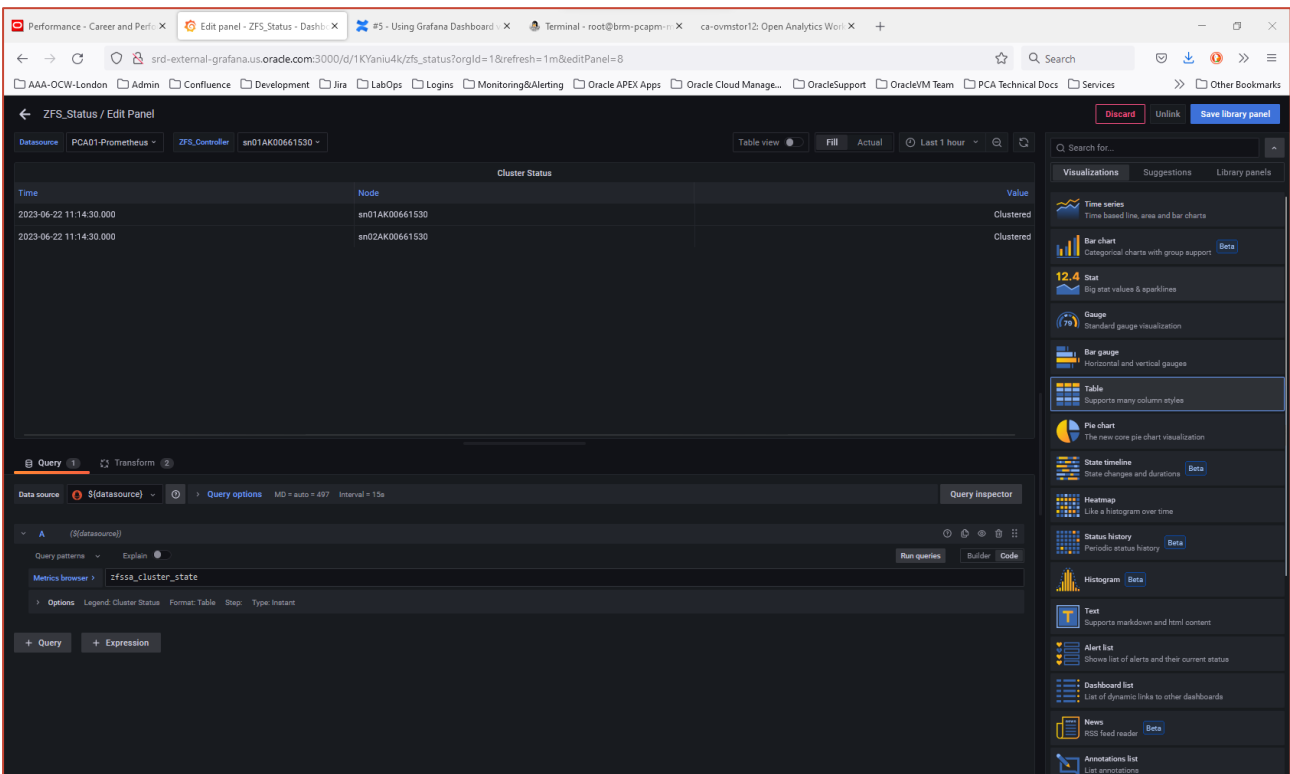 Performance - Career and Perfo
Edit panel - ZFS_Status - Dashb
#5 - Using Grafana Dashboard v
Terminal - root@brm-pcapm-n
ca-ovmstor12: Open Analytics Worl
srd-external-grafana.us.oracle.com:3000/d/1KYaniu4k/zfs_status?orgId=1&refresh=1m&editPanel=8
Search
AAA-OCW-London Admin Confluence Development Jira LabOps Logins Monitoring&Alerting Oracle APEX Apps Oracle Cloud Manage... OracleSupport OracleVM Team PCA Technical Docs Services Other Bookmarks
ZFS_Status / Edit Panel
Discard Unlink Save library panel
Datasource PCA01-Prometheus ZFS_Controller sn01AK00661530
Table view Fill Actual Last 1 hour
Cluster Status
Time Node Value
2023-06-22 11:14:30.000 sn01AK00661530 Clustered
2023-06-22 11:14:30.000 sn02AK00661530 Clustered
Query 1 Transform 2
Data source ${datasource} Query options MD = auto = 497 Interval = 15s Query inspector
A (${datasource})
Query patterns Explain Run queries Builder Code
Metrics browser > zfssa_cluster_state
Options Legend: Cluster Status Format: Table Step: Type: Instant
+ Query + Expression
Search for...
Visualizations Suggestions Library panels
Time series
Time based line, area and bar charts
Bar chart Beta
Categorical charts with group support
12.4 Stat
Big stat values & sparklines
79 Gauge
Standard gauge visualization
Bar gauge
Horizontal and vertical gauges
Table
Supports many column styles
Pie chart
The new core pie chart visualization
State timeline Beta
State changes and durations
Heatmap
Like a histogram over time
Status history Beta
Periodic status history
Histogram Beta
T Text
Supports markdown and html content
Alert list
Shows list of alerts and their current status
Dashboard list
List of dynamic links to other dashboards
News Beta
RSS feed reader
Annotations list
List annotations